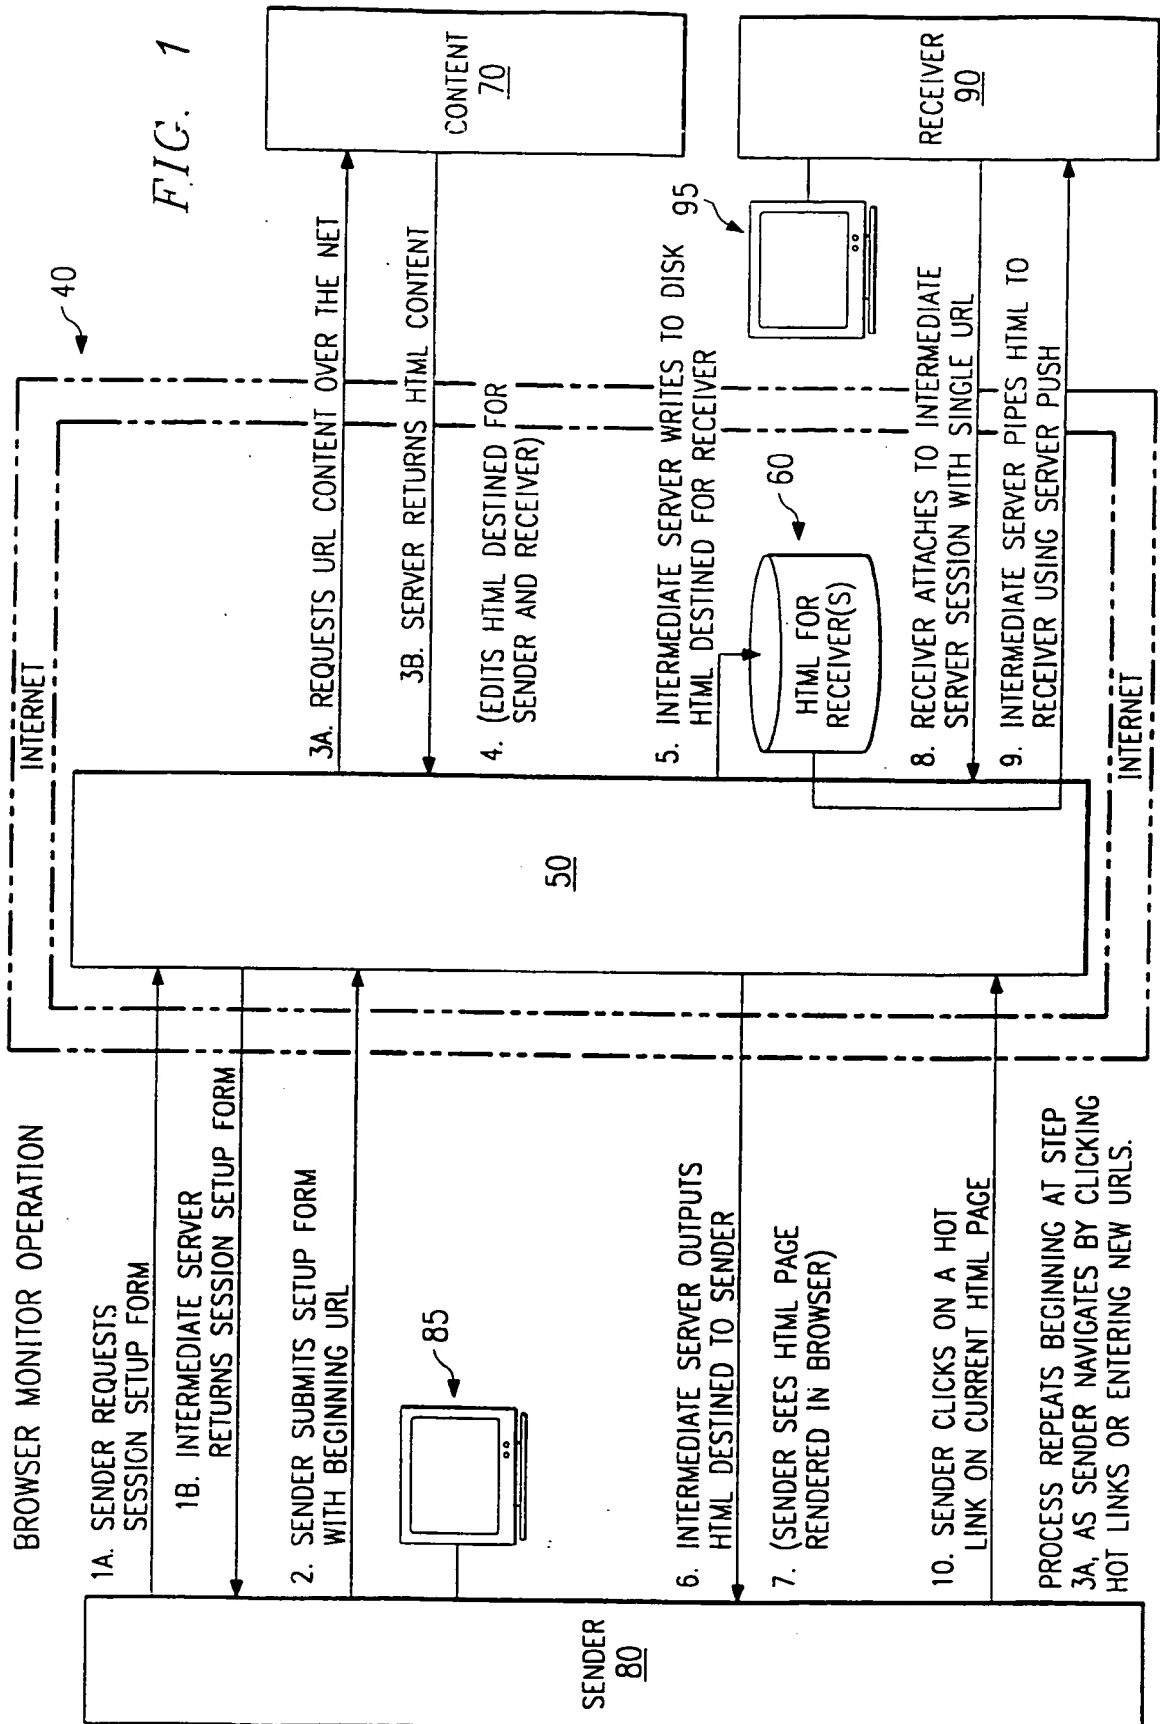 BROWSER MONITOR OPERATION
FIG. 1
40
INTERNET
1A. SENDER REQUESTS
SESSION SETUP FORM
1B. INTERMEDIATE SERVER
RETURNS SESSION SETUP FORM
2. SENDER SUBMITS SETUP FORM
WITH BEGINNING URL
85
3A. REQUESTS URL CONTENT OVER THE NET
3B. SERVER RETURNS HTML CONTENT
4. (EDITS HTML DESTINED FOR
SENDER AND RECEIVER)
CONTENT
70
SENDER
80
50
5. INTERMEDIATE SERVER WRITES TO DISK
HTML DESTINED FOR RECEIVER
60
HTML FOR
RECEIVER(S)
95
6. INTERMEDIATE SERVER OUTPUTS
HTML DESTINED TO SENDER
7. (SENDER SEES HTML PAGE
RENDERED IN BROWSER)
8. RECEIVER ATTACHES TO INTERMEDIATE
SERVER SESSION WITH SINGLE URL
9. INTERMEDIATE SERVER PIPES HTML TO
RECEIVER USING SERVER PUSH
RECEIVER
90
10. SENDER CLICKS ON A HOT
LINK ON CURRENT HTML PAGE
PROCESS REPEATS BEGINNING AT STEP
3A, AS SENDER NAVIGATES BY CLICKING
HOT LINKS OR ENTERING NEW URLS.
INTERNET